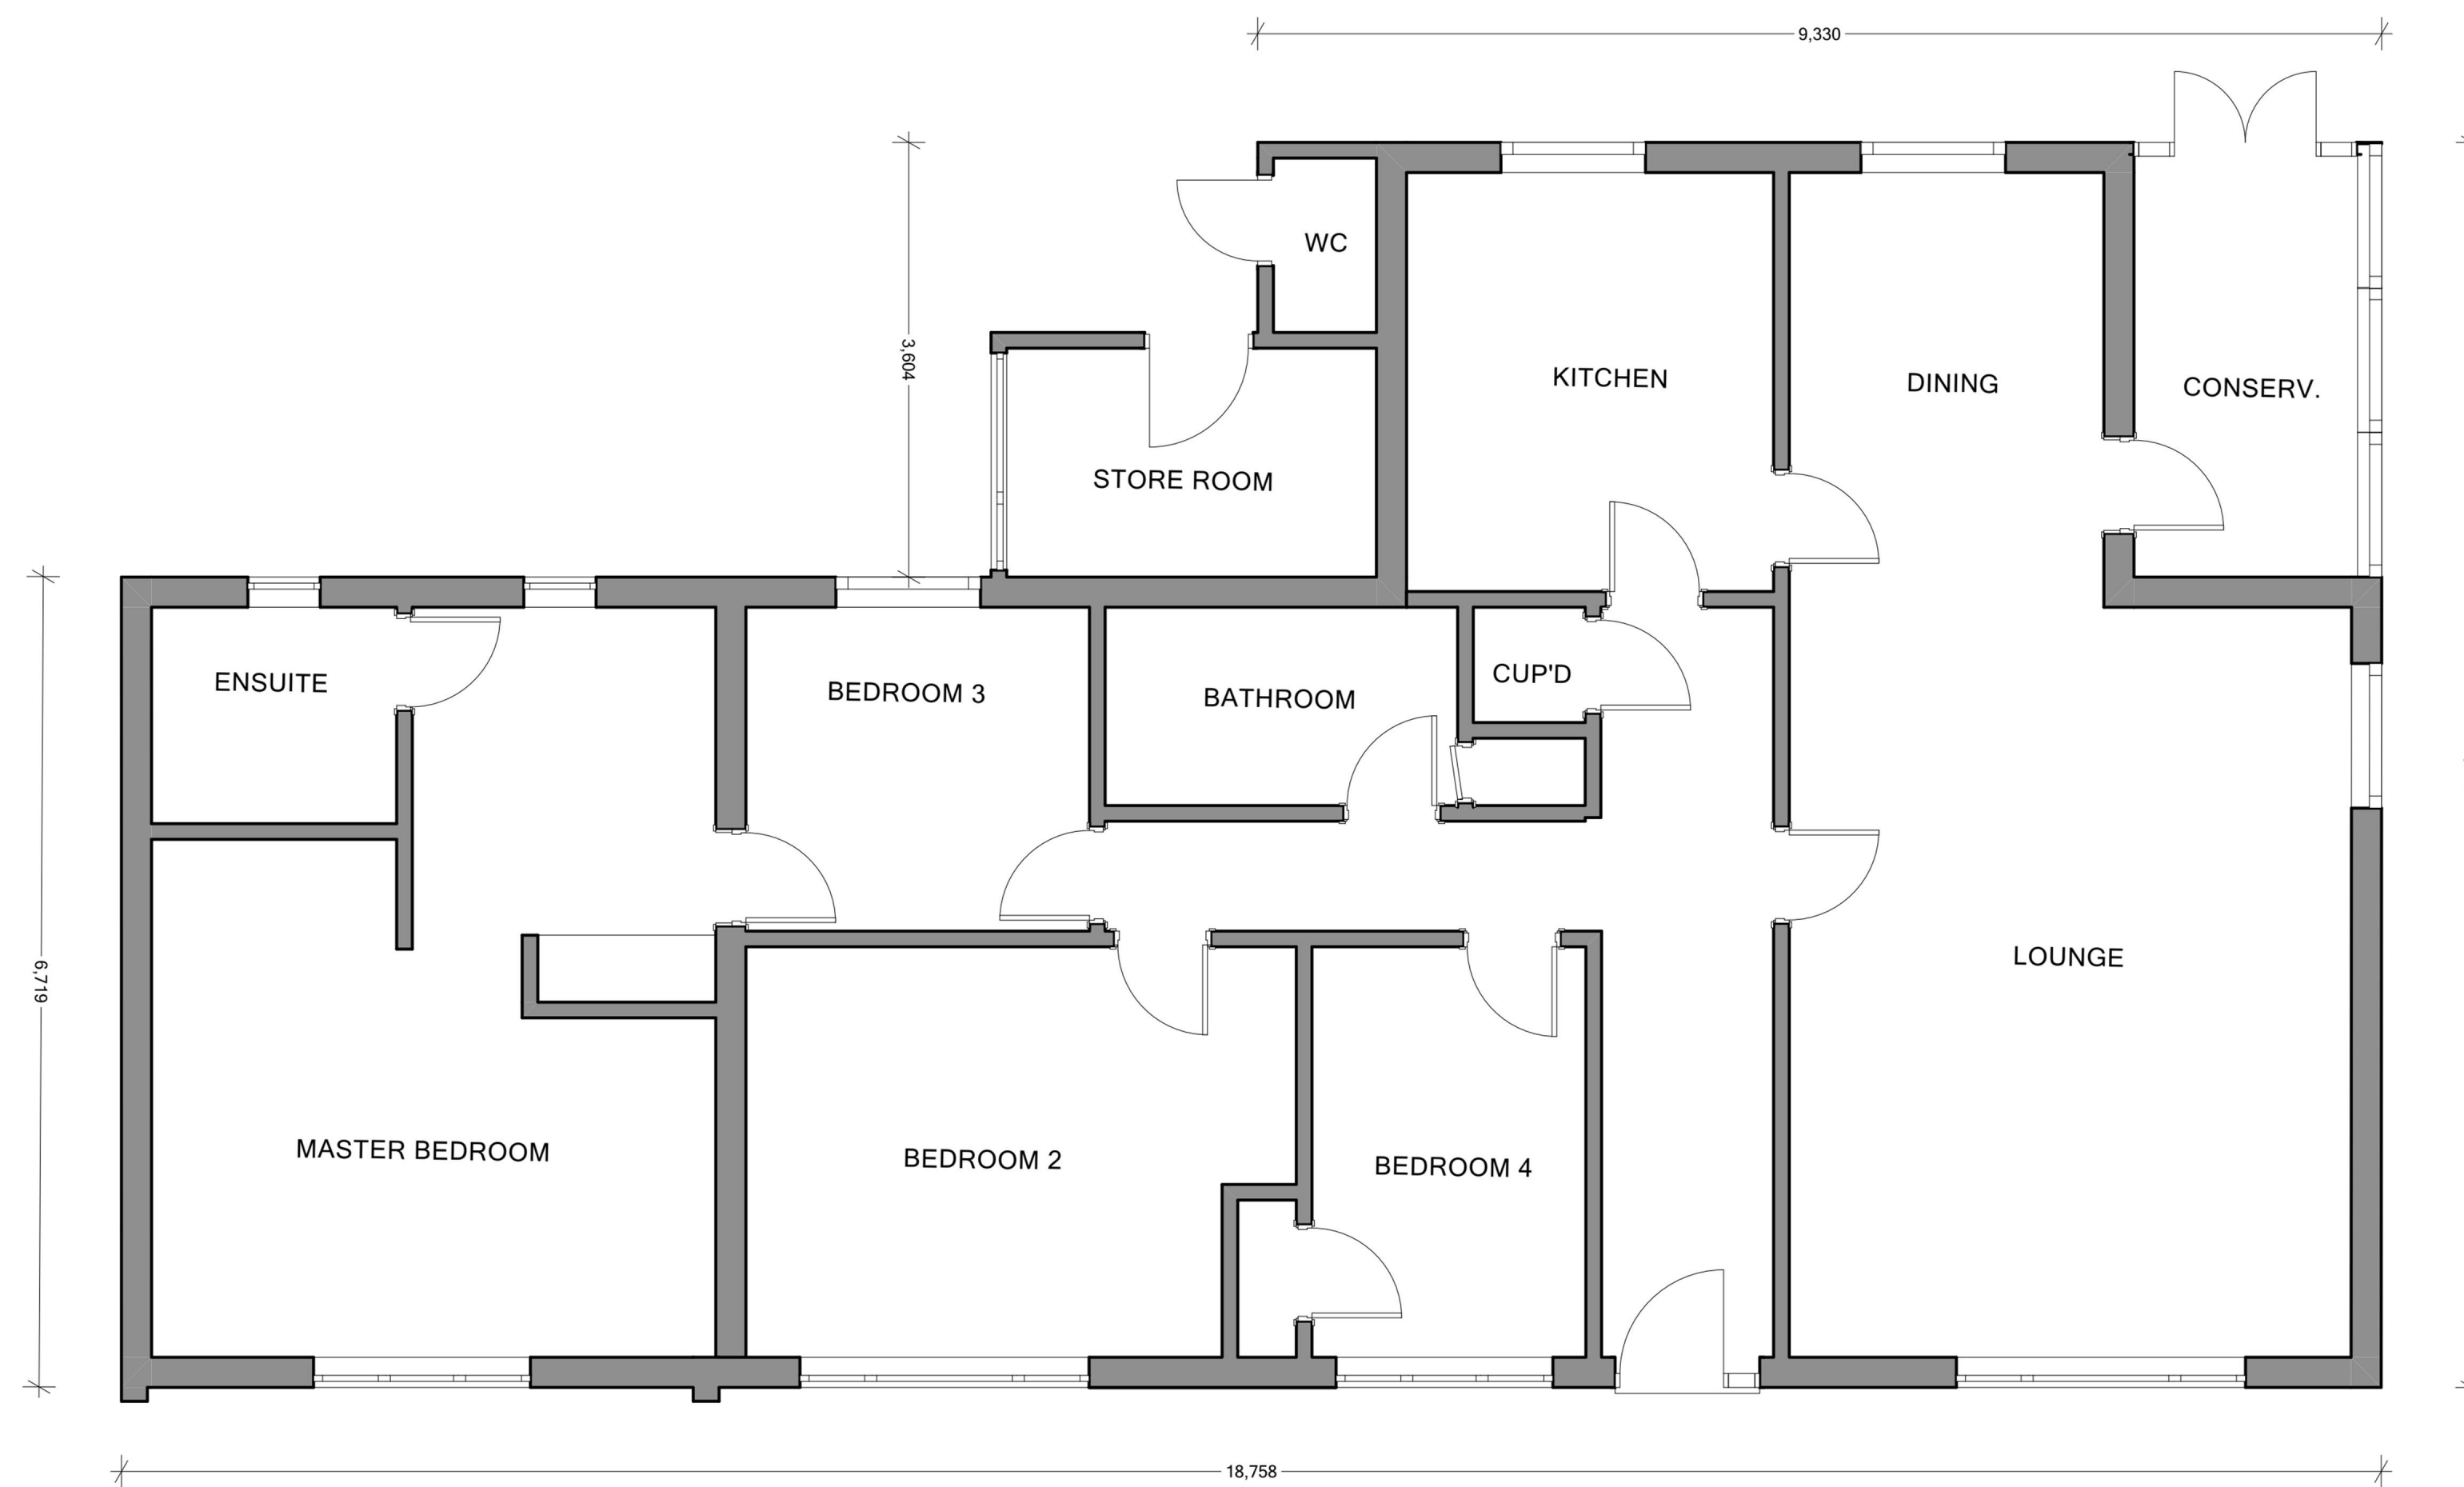 9,330
WC
3,604
KITCHEN
DINING
CONSERV.
STORE ROOM
ENSUITE
BEDROOM 3
BATHROOM
CUP'D
6,719
LOUNGE
MASTER BEDROOM
BEDROOM 2
BEDROOM 4
18,758